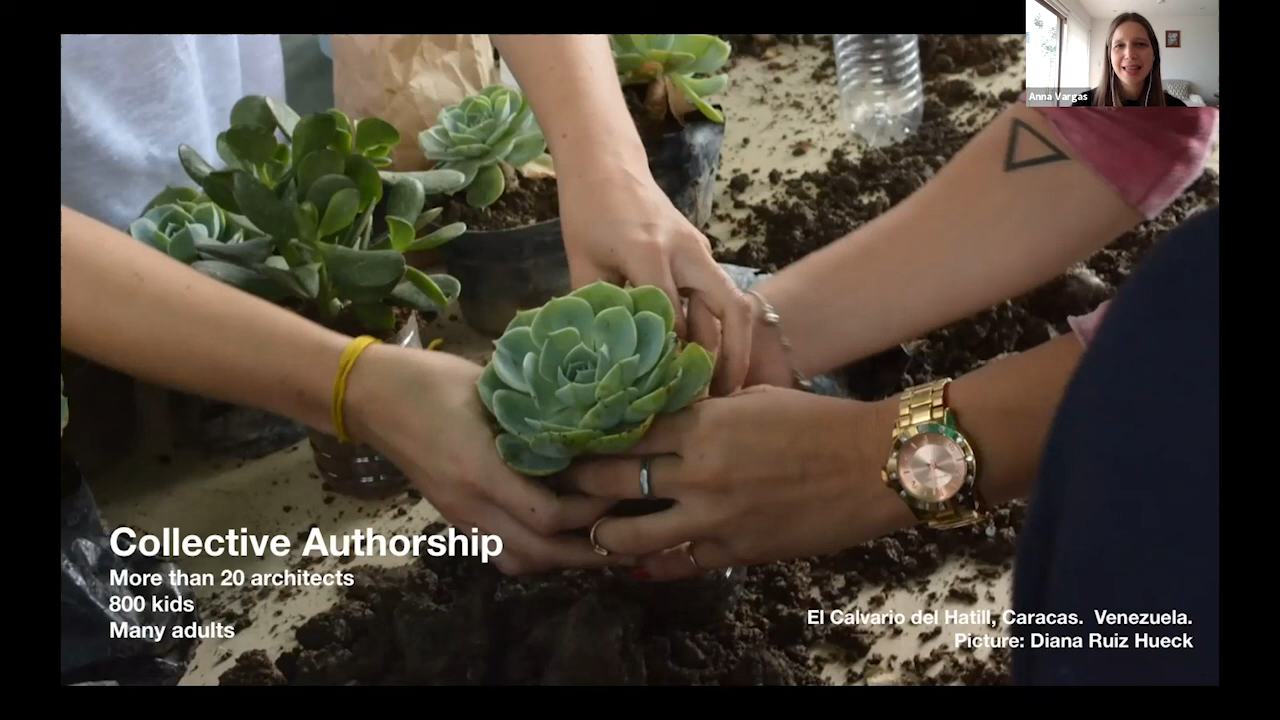 Anna Vargas
Collective Authorship
More than 20 architects
800 kids
Many adults
El Calvario del Hatill, Caracas.  Venezuela.
Picture: Diana Ruiz Hueck